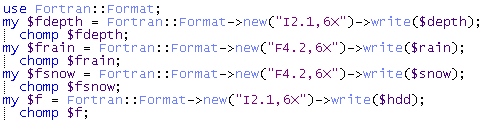 use Fortran::Format;
my $fdepth = Fortran::Format->new("I2.1,6X")->write($depth);
  chomp $fdepth;
my $frain = Fortran::Format->new("F4.2,6X")->write($rain);
  chomp $frain;
my $fsnow = Fortran::Format->new("F4.2,6X")->write($snow);
  chomp $fsnow;
my $f = Fortran::Format->new("I2.1,6X")->write($hdd);
  chomp $f;